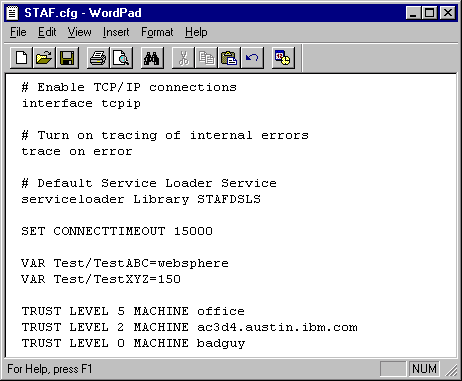 STAF.cfg - WordPad
File Edit View Insert Format Help
# Enable TCP/IP connections
interface tcpip
# Turn on tracing of internal errors
trace on error
# Default Service Loader Service
serviceloader Library STAFDSLS
SET CONNECTTIMEOUT 15000
VAR Test/TestABC=websphere
VAR Test/TestXYZ=150
TRUST LEVEL 5 MACHINE office
TRUST LEVEL 2 MACHINE ac3d4.austin.ibm.com
TRUST LEVEL 0 MACHINE badguy
For Help, press F1 NUM